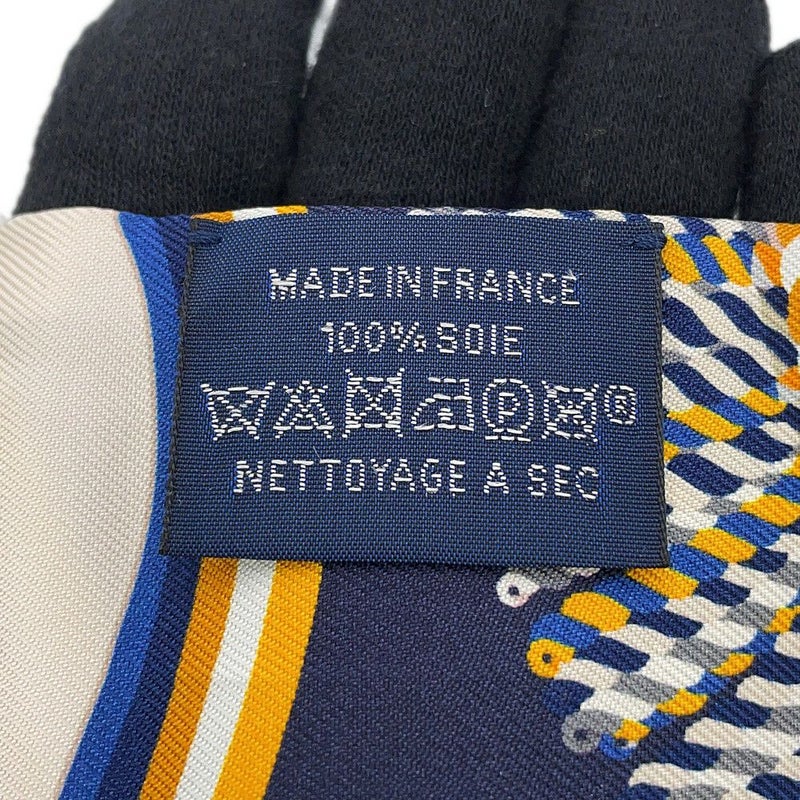 MADE IN FRANCE
100% SOIE
P ®
NETTOYAGE A SEC